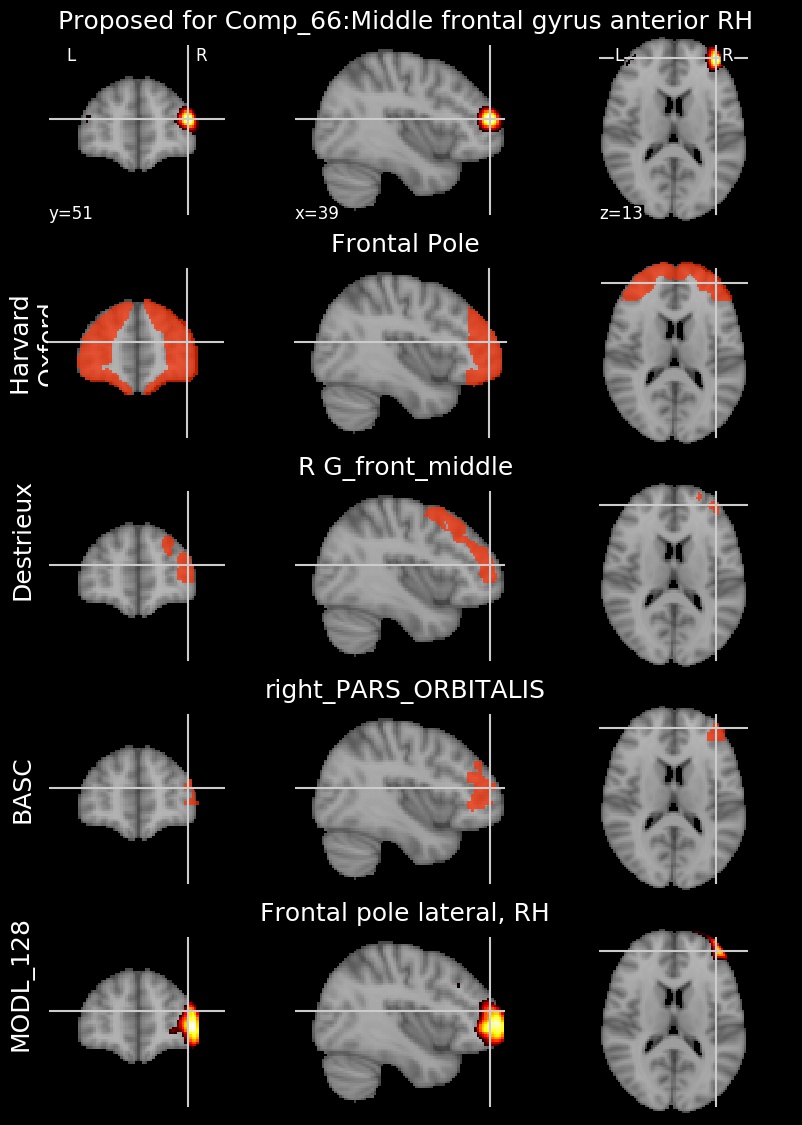 Proposed for Comp_66:Middle frontal gyrus anterior RH
L R
L R
y=51
x=39
z=13
Frontal Pole
Harvard
Oxford
R G_front_middle
Destrieux
right_PARS_ORBITALIS
BASC
Frontal pole lateral, RH
MODL_128